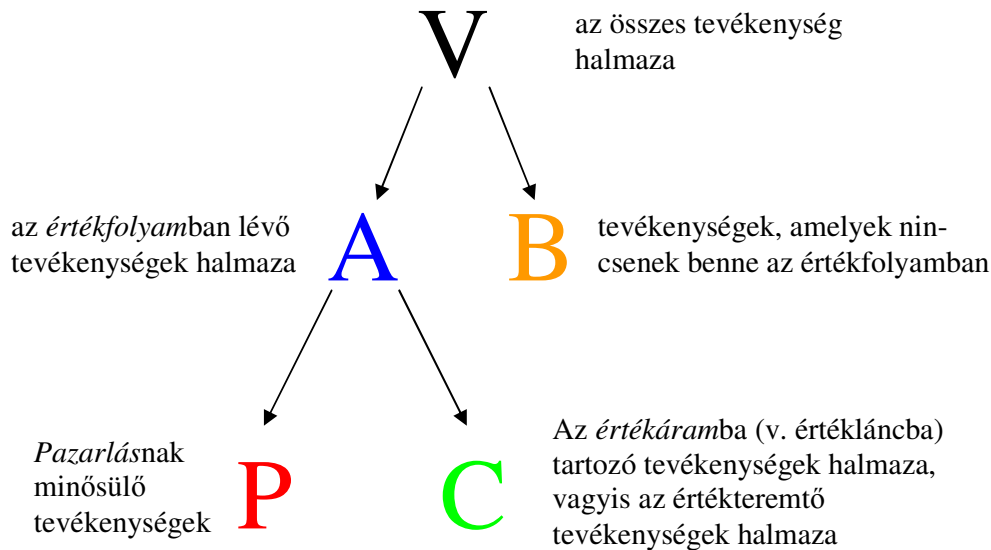 V
az összes tevékenység
halmaza
az értékfolyamban lévő
tevékenységek halmaza
A
B
tevékenységek, amelyek nin-
csenek benne az értékfolyamban
Pazarlásnak
minősülő
tevékenységek
P
C
Az értékáramba (v. értékláncba)
tartozó tevékenységek halmaza,
vagyis az értékteremtő
tevékenységek halmaza